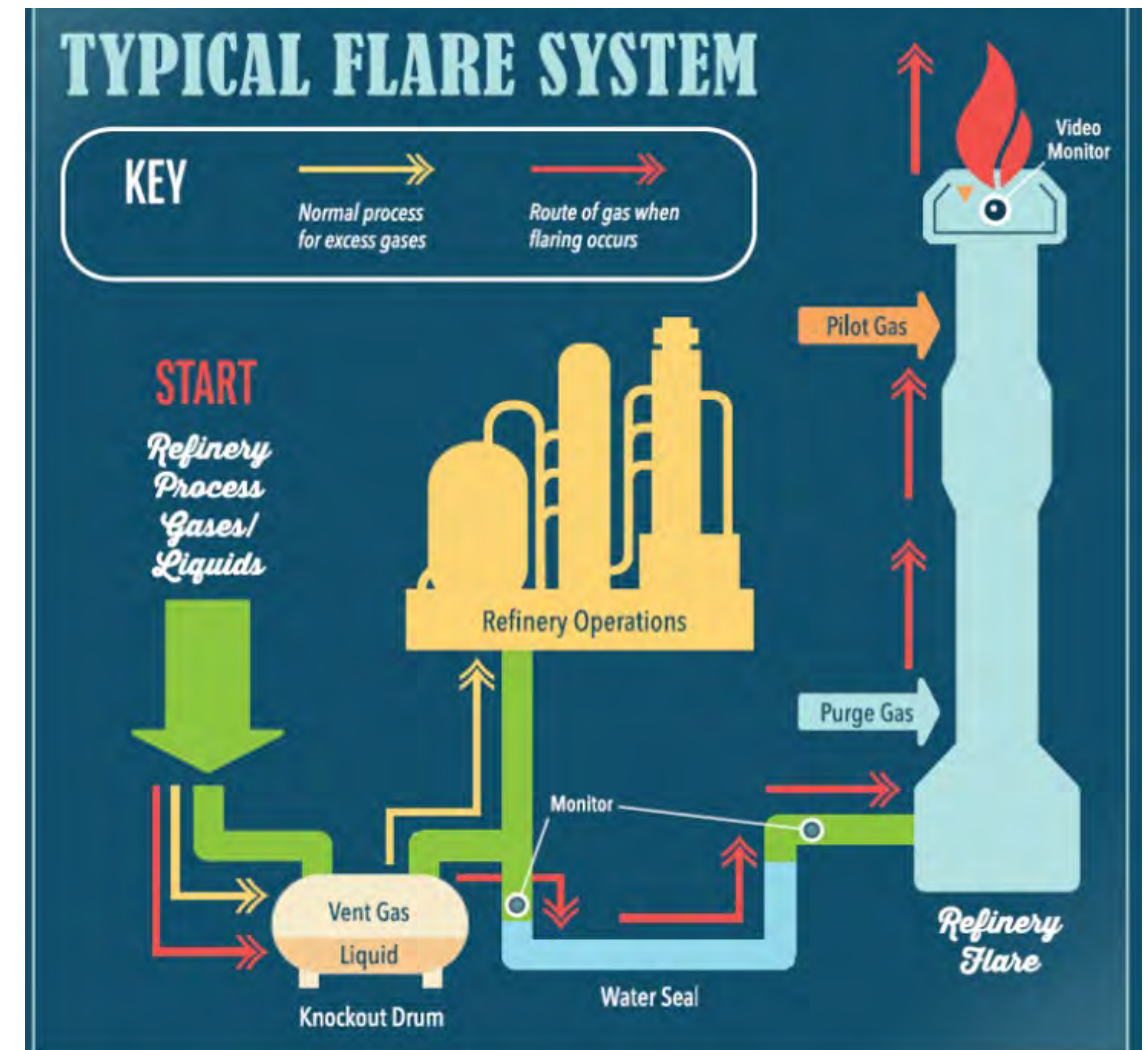 TYPICAL FLARE SYSTEM
KEY
Normal process
for excess gases
Route of gas when
flaring occurs
Video
Monitor
Pilot Gas
START
Refinery
Process
Gases/
Liquids
Refinery Operations
Purge Gas
Monitor
Vent Gas
Liquid
Knockout Drum
Water Seal
Refinery
Flare